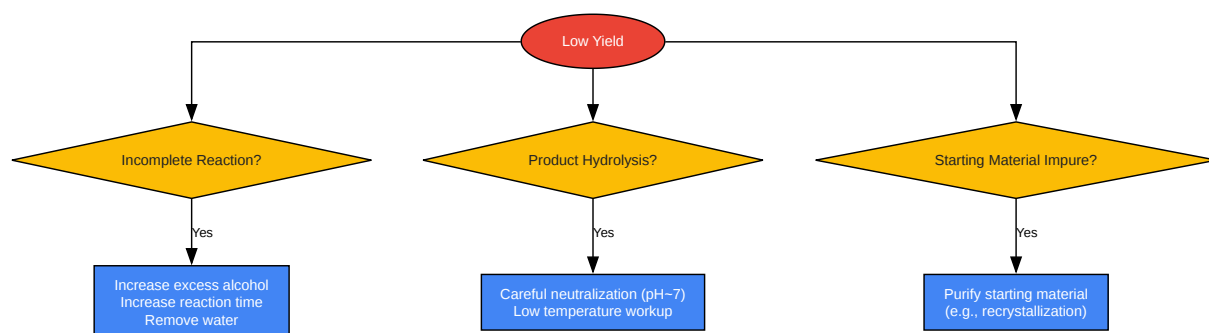 Low Yield
Incomplete Reaction?
Product Hydrolysis?
Starting Material Impure?
Yes
Yes
Yes
Increase excess alcohol
Increase reaction time
Remove water
Careful neutralization (pH~7)
Low temperature workup
Purify starting material
(e.g., recrystallization)